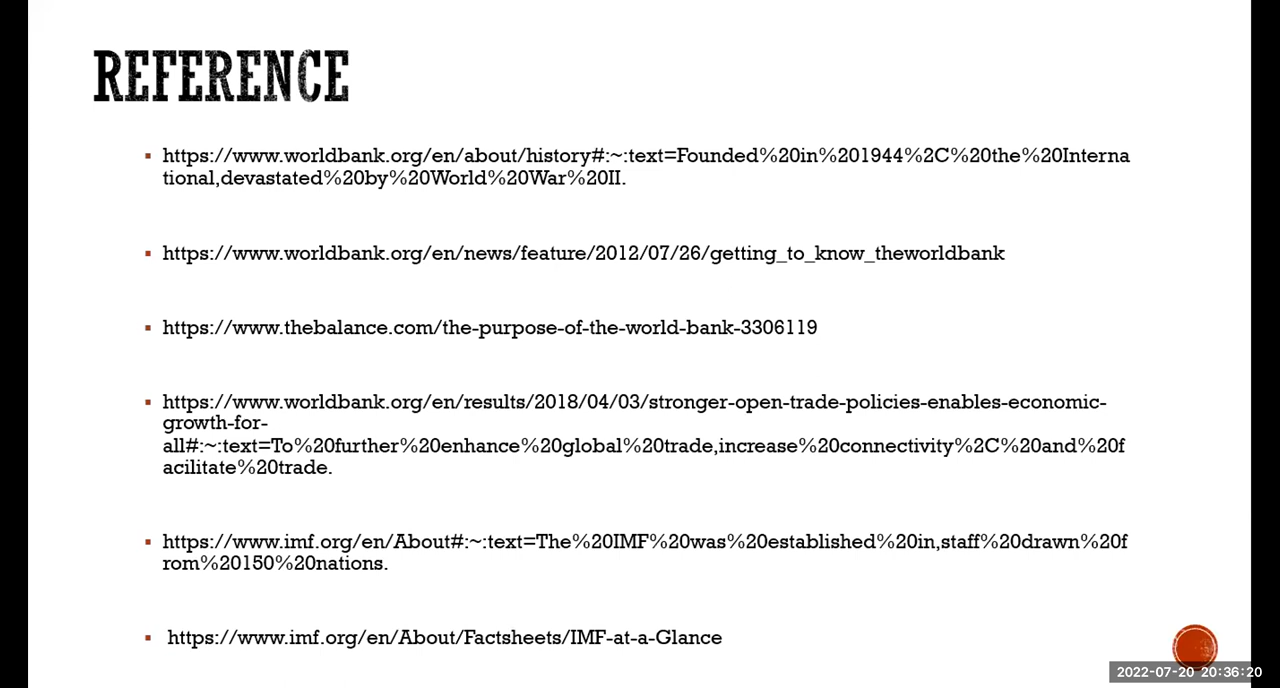 REFERENCE
https://www.worldbank.org/en/about/history#:~:text=Founded%20in%201944%2C%20the%20Interna
tional,devastated%20by%20World%20War%20II.
https://www.worldbank.org/en/news/feature/2012/07/26/getting_to_know_theworldbank
https://www.thebalance.com/the-purpose-of-the-world-bank-3306119
https://www.worldbank.org/en/results/2018/04/03/stronger-open-trade-policies-enables-economic-
growth-for-
all#:~:text=To%20further%20enhance%20global%20trade,increase%20connectivity%2C%20and%20f
acilitate%20trade.
https://www.imf.org/en/About#:~:text=The%20IMF%20was%20established%20in,staff%20drawn%20f
rom%20150%20nations.
https://www.imf.org/en/About/Factsheets/IMF-at-a-Glance
2022-07-20 20:36:20